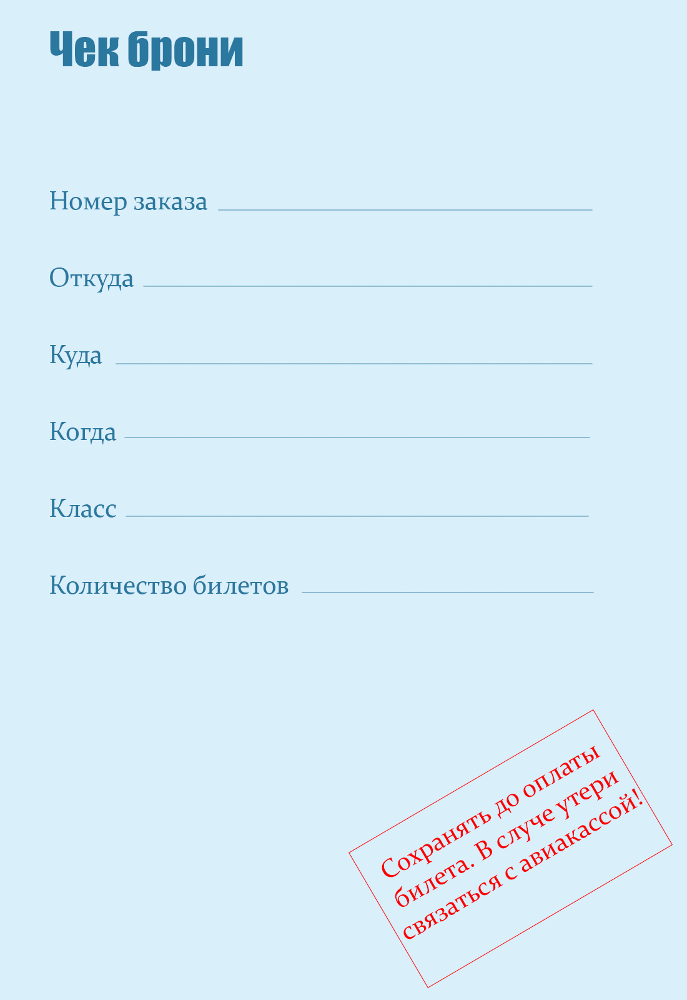 Чек брони
Номер заказа
Откуда
Куда
Когда
Класс
Количество билетов
Сохранять до оплаты
билета. В случе утери
связаться с авиакассой!